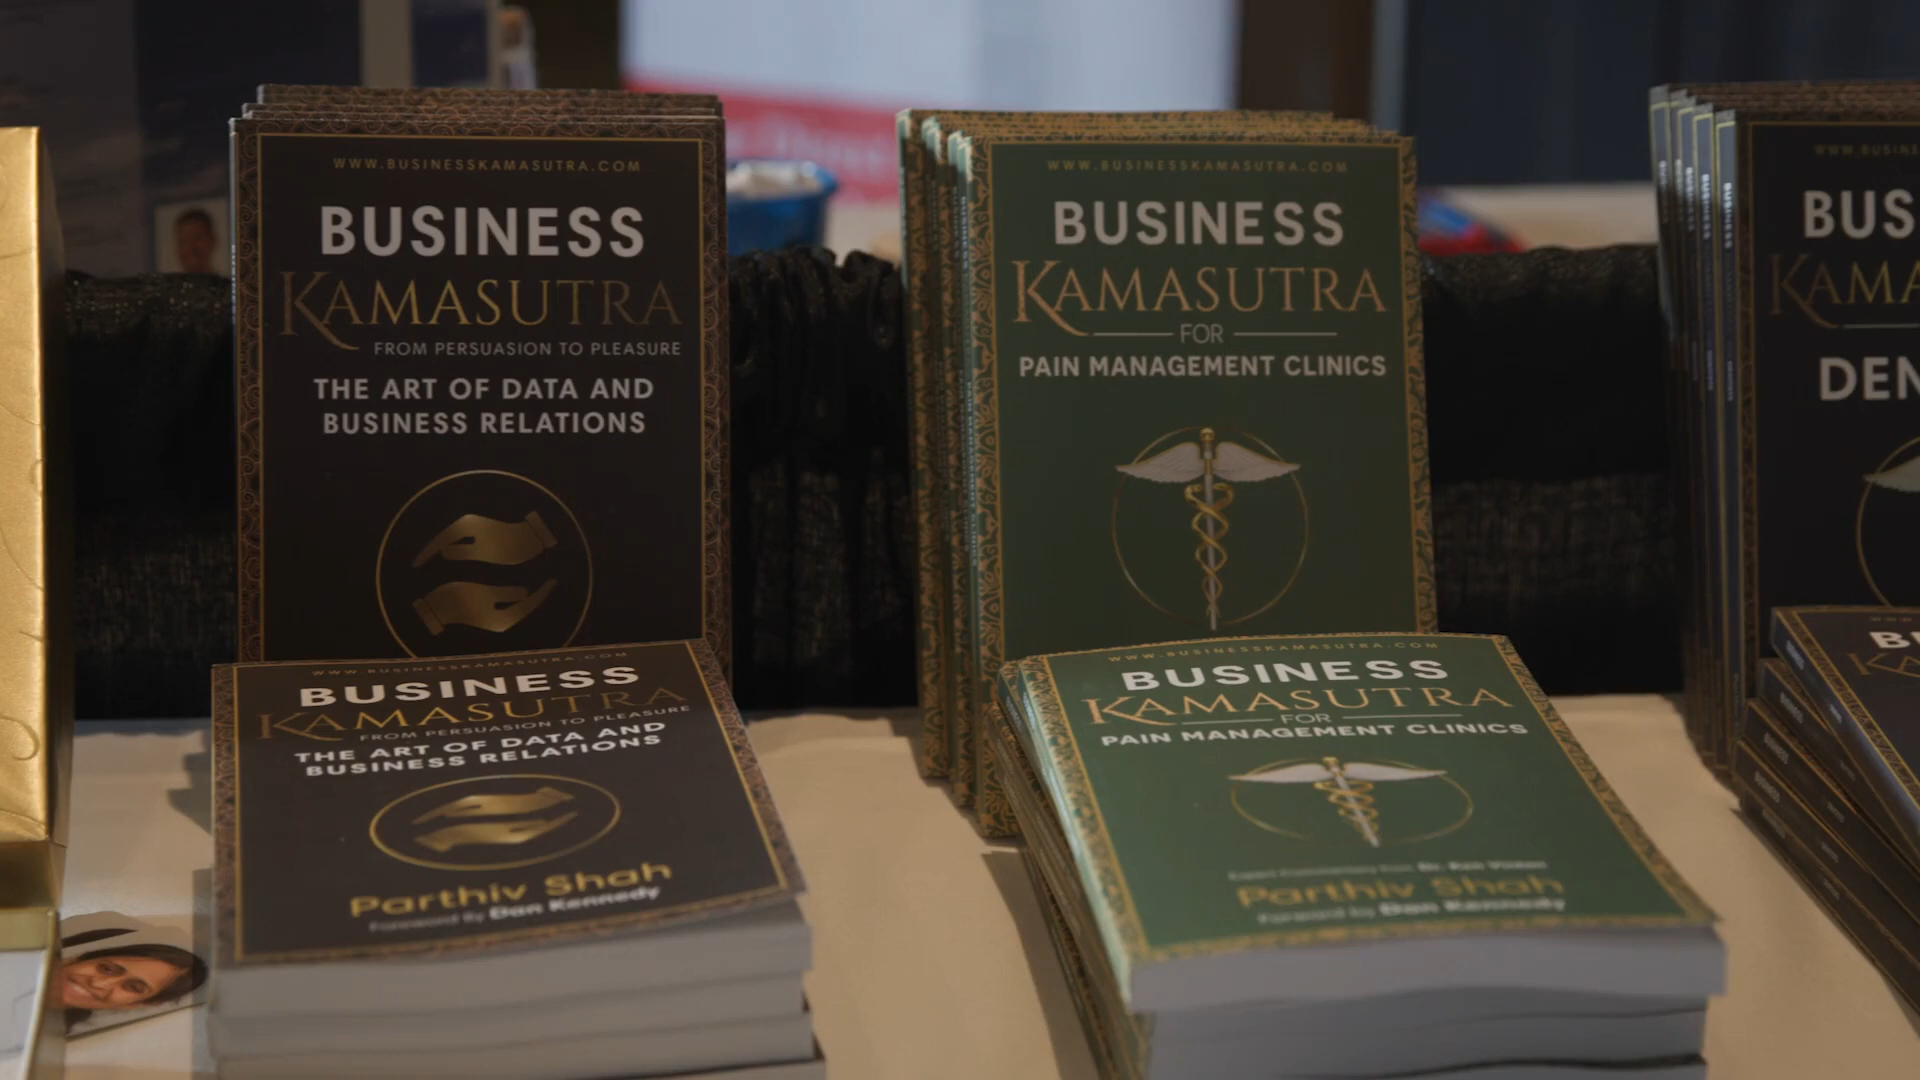 WWW.BUSINESSKAMASUTRA.COM
BUSINESS
KAMASUTRA
FROM PERSUASION TO PLEASURE
THE ART OF DATA AND
BUSINESS RELATIONS
WWW.BUSINESSKAMASUTRA.COM
BUSINESS
KAMASUTRA
FOR
PAIN MANAGEMENT CLINICS
BUS
KAMA
DEN
WWW.BUSINESSKAMASUTRA.COM
BUSINESS
KAMASUTRA
FROM PERSUASION TO PLEASURE
THE ART OF DATA AND
BUSINESS RELATIONS
Parthiv Shah
Foreword By Dan Kennedy
WWW.BUSINESSKAMASUTRA.COM
BUSINESS
KAMASUTRA
FOR
PAIN MANAGEMENT CLINICS
Parthiv Shah
Foreword by Dan Kennedy